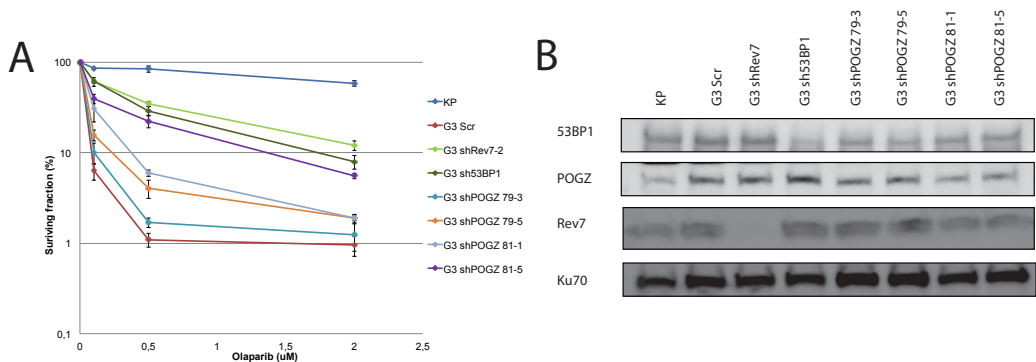 A
100
10
1
0,1
0
0,5
1
1,5
2
2,5
Suriving fraction (%)
Olaparib (uM)
KP
G3 Scr
G3 shRev7-2
G3 sh53BP1
G3 shPOGZ 79-3
G3 shPOGZ 79-5
G3 shPOGZ 81-1
G3 shPOGZ 81-5
B
KP
G3 Scr
G3 shRev7
G3 sh53BP1
G3 shPOGZ 79-3
G3 shPOGZ 79-5
G3 shPOGZ 81-1
G3 shPOGZ 81-5
53BP1
POGZ
Rev7
Ku70